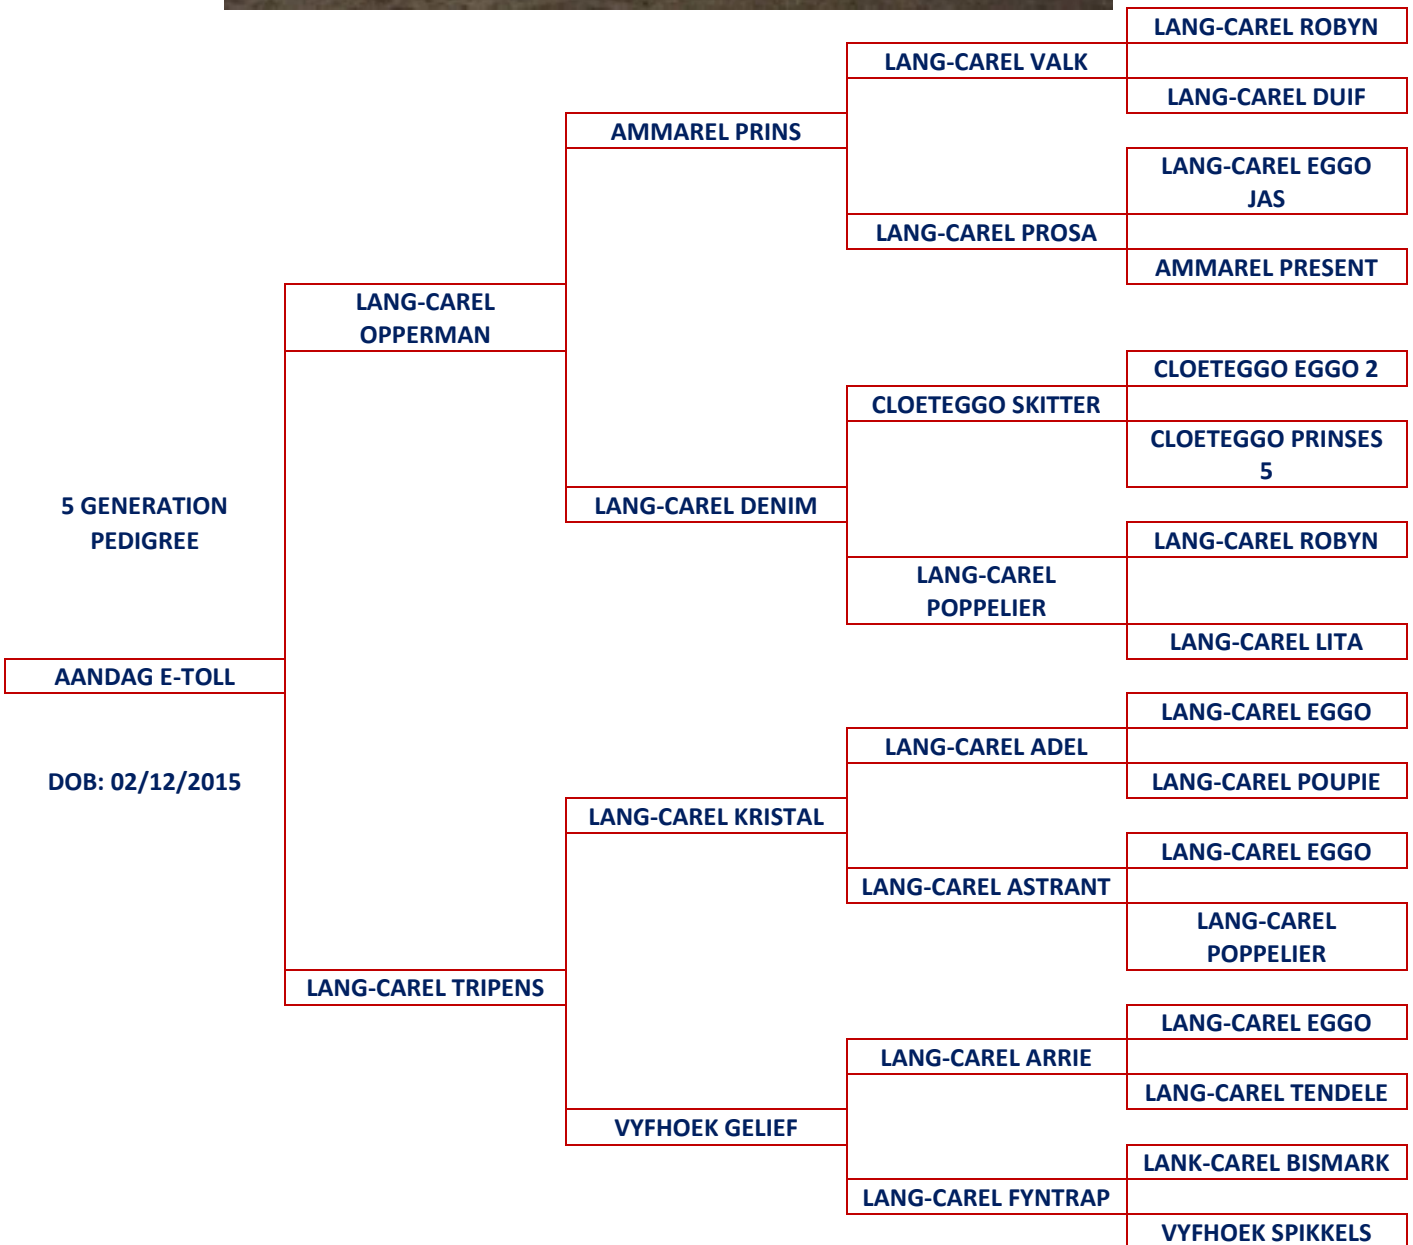 LANG-CAREL ROBYN
LANG-CAREL VALK
LANG-CAREL DUIF
AMMAREL PRINS
LANG-CAREL EGGO
JAS
LANG-CAREL PROSA
AMMAREL PRESENT
LANG-CAREL
OPPERMAN
CLOETEGGO EGGO 2
CLOETEGGO SKITTER
CLOETEGGO PRINSES
5
5 GENERATION
PEDIGREE
LANG-CAREL DENIM
LANG-CAREL ROBYN
LANG-CAREL
POPPELIER
LANG-CAREL LITA
AANDAG E-TOLL
LANG-CAREL EGGO
LANG-CAREL ADEL
DOB: 02/12/2015
LANG-CAREL POUPIE
LANG-CAREL KRISTAL
LANG-CAREL EGGO
LANG-CAREL ASTRANT
LANG-CAREL
POPPELIER
LANG-CAREL TRIPENS
LANG-CAREL EGGO
LANG-CAREL ARRIE
LANG-CAREL TENDELE
VYFHOEK GELIEF
LANK-CAREL BISMARK
LANG-CAREL FYNTRAP
VYFHOEK SPIKKELS